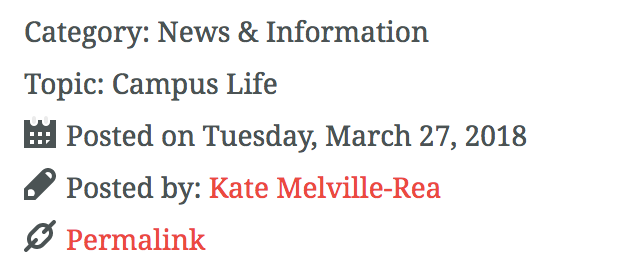 Category: News & Information
Topic: Campus Life
Posted on Tuesday, March 27, 2018
Posted by: Kate Melville-Rea
Permalink